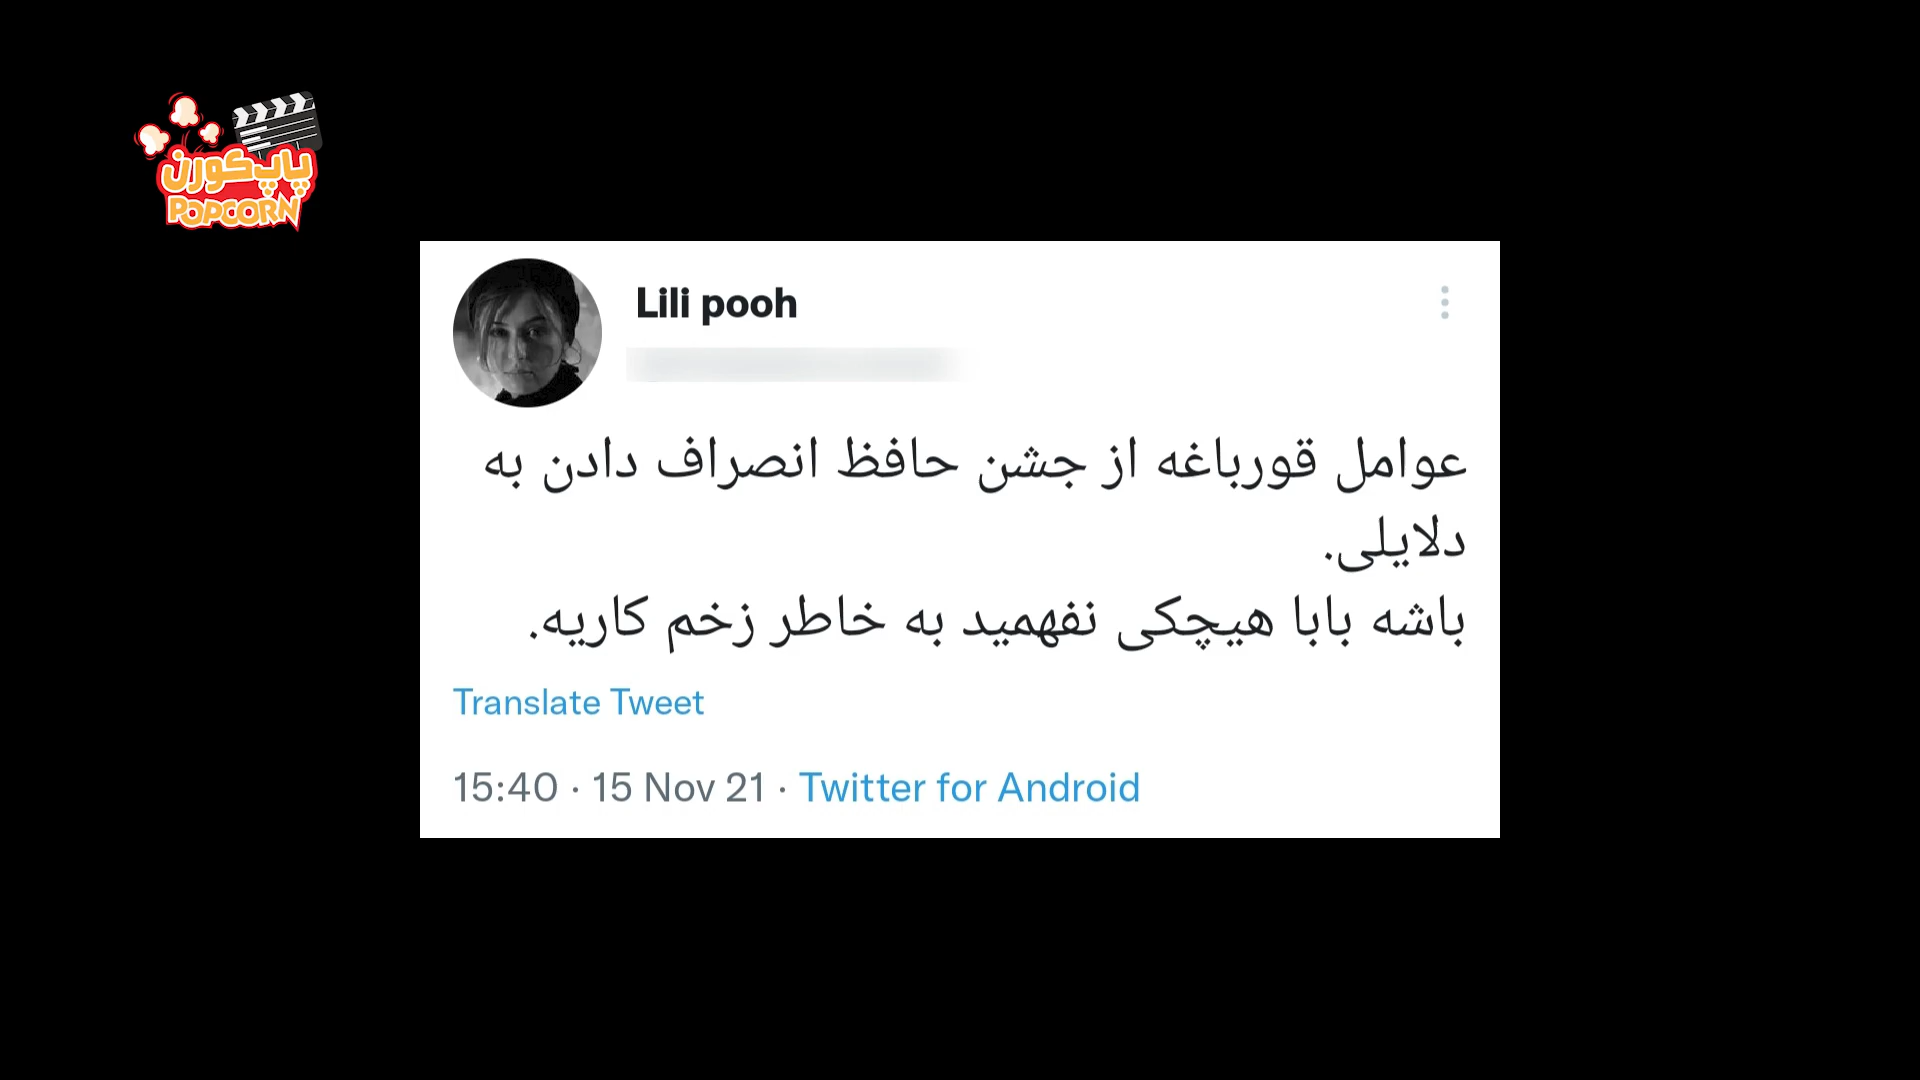 پاپ‌کورن
POPCORN
Lili pooh
عوامل قورباغه از جشن حافظ انصراف دادن به
دلایلی.
باشه بابا هیچکی نفهمید به خاطر زخم کاریه.
Translate Tweet
15:40 · 15 Nov 21 · Twitter for Android